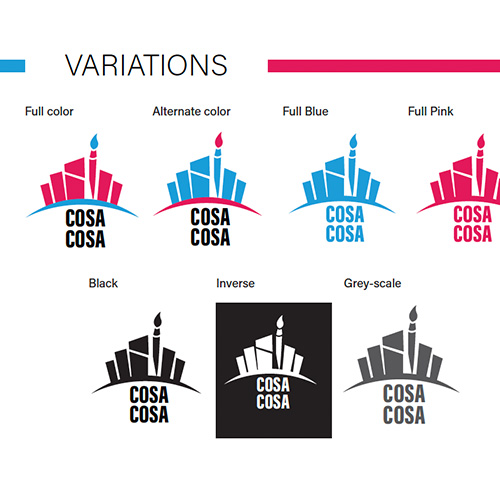 VARIATIONS
Full color
Alternate color
Full Blue
Full Pink
COSA
COSA
COSA
COSA
COSA
COSA
COSA
COSA
Black
Inverse
Grey-scale
COSA
COSA
COSA
COSA
COSA
COSA